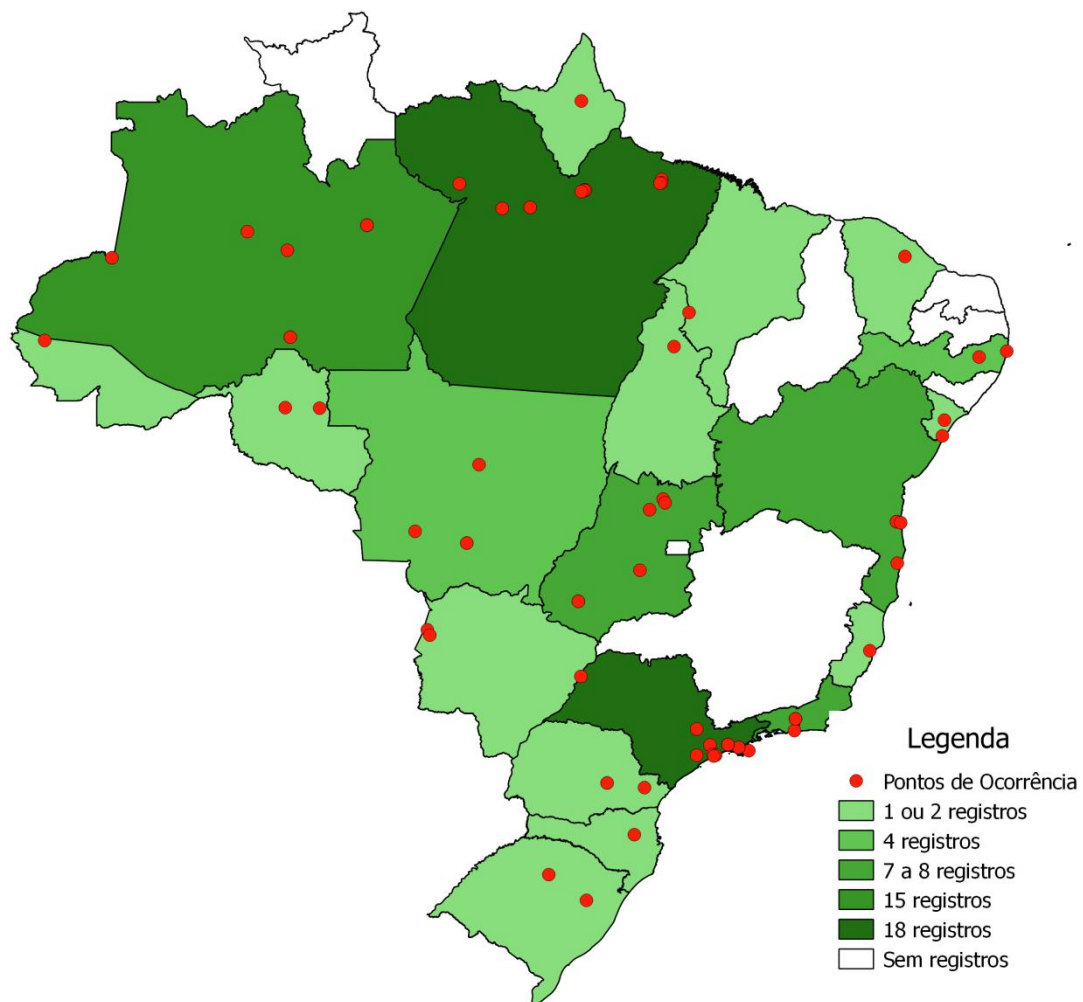 Legenda
Pontos de Ocorrência
1 ou 2 registros
4 registros
7 a 8 registros
15 registros
18 registros
Sem registros